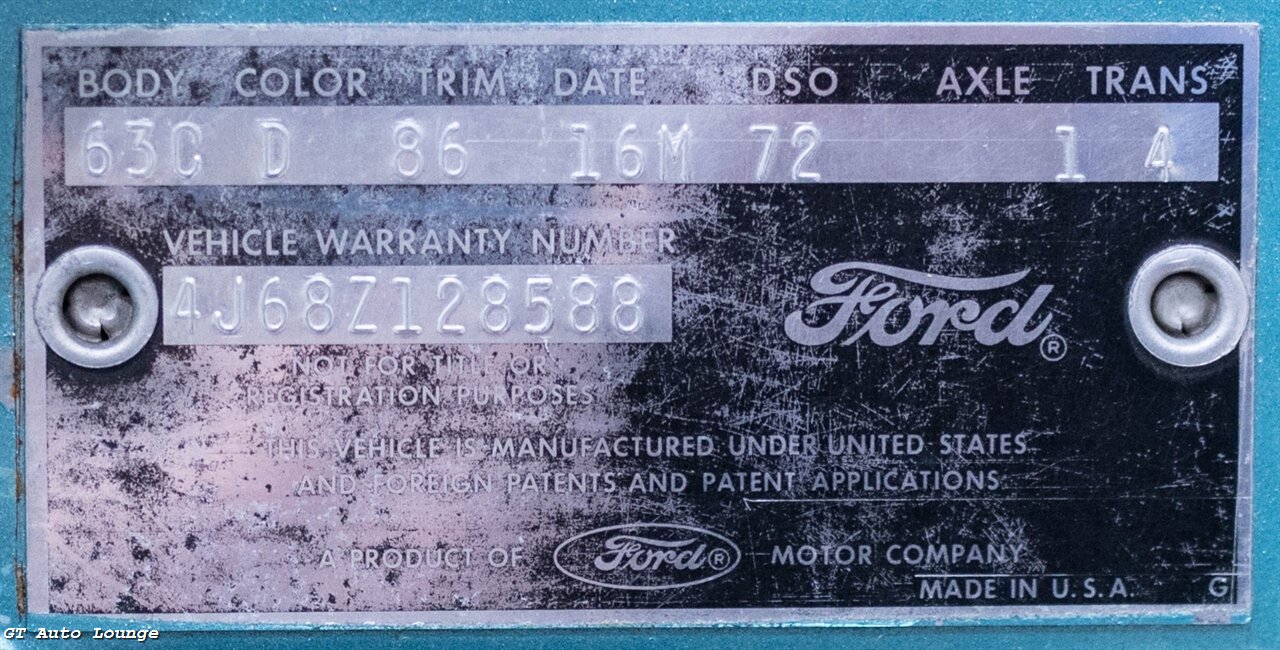 BODY COLOR TRIM DATE DSO AXLE TRANS
63C D 86 16M 72 1 4
VEHICLE WARRANTY NUMBER
4J68Z128588
Ford®
NOT FOR TITLE OR
REGISTRATION PURPOSES
THIS VEHICLE IS MANUFACTURED UNDER UNITED STATES
AND FOREIGN PATENTS AND PATENT APPLICATIONS
A PRODUCT OF Ford® MOTOR COMPANY
MADE IN U.S.A. G
GT Auto Lounge